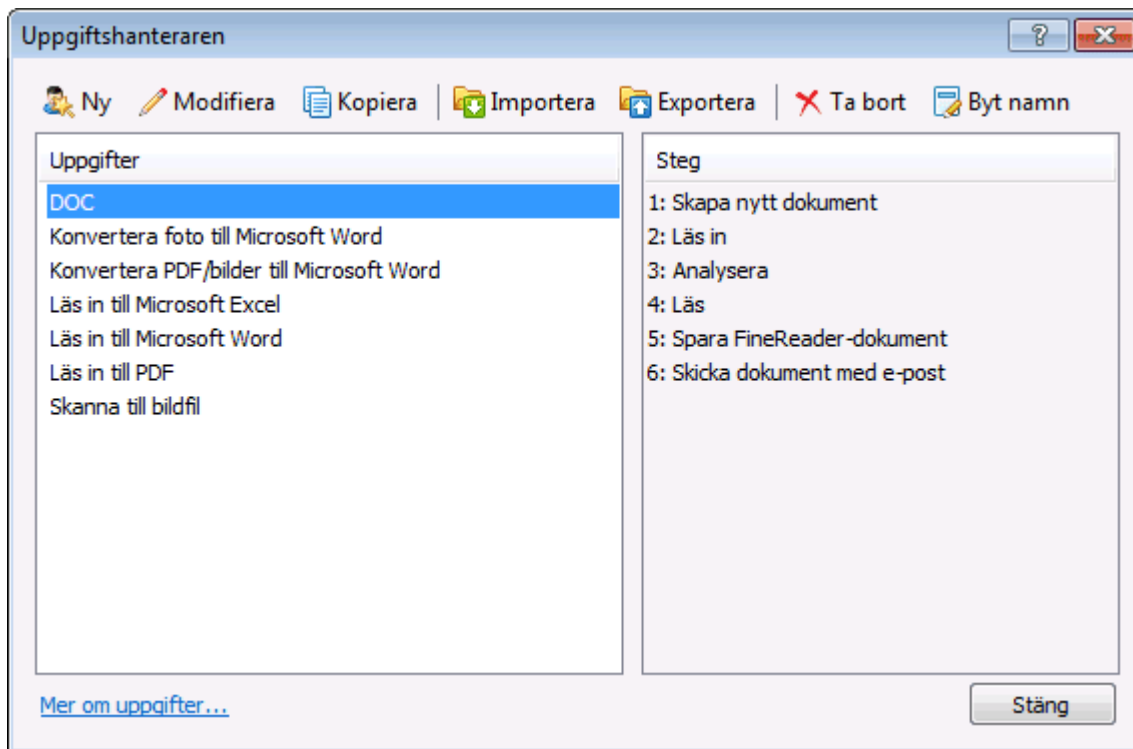 Uppgiftshanteraren
Ny Modifiera Kopiera Importera Exportera Ta bort Byt namn
Uppgifter
DOC
Konvertera foto till Microsoft Word
Konvertera PDF/bilder till Microsoft Word
Läs in till Microsoft Excel
Läs in till Microsoft Word
Läs in till PDF
Skanna till bildfil
Steg
1: Skapa nytt dokument
2: Läs in
3: Analysera
4: Läs
5: Spara FineReader-dokument
6: Skicka dokument med e-post
Mer om uppgifter...
Stäng